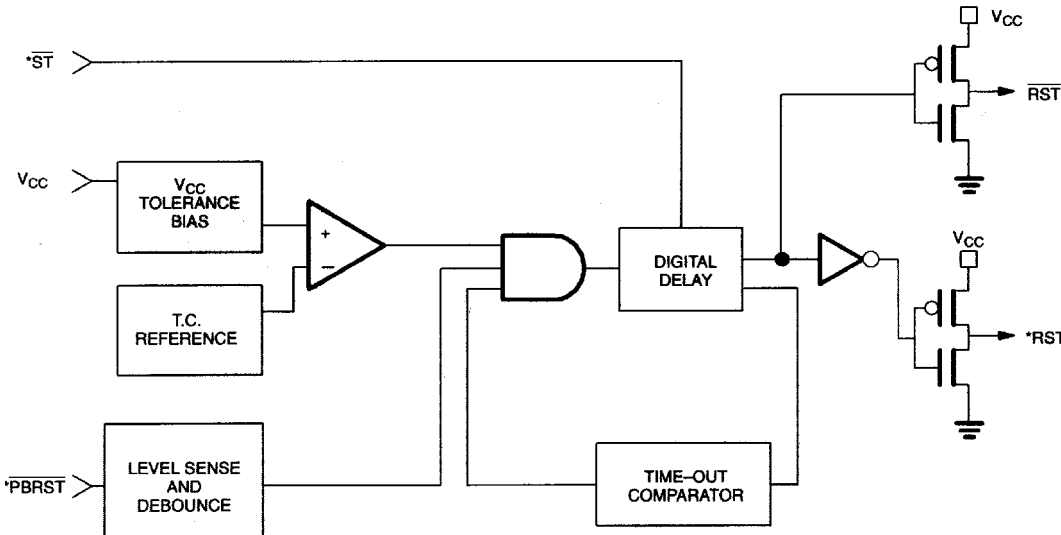 *ST
VCC
VCC
TOLERANCE
BIAS
+
−
T.C.
REFERENCE
*PBRST
LEVEL SENSE
AND
DEBOUNCE
DIGITAL
DELAY
TIME–OUT
COMPARATOR
VCC
RST
VCC
*RST